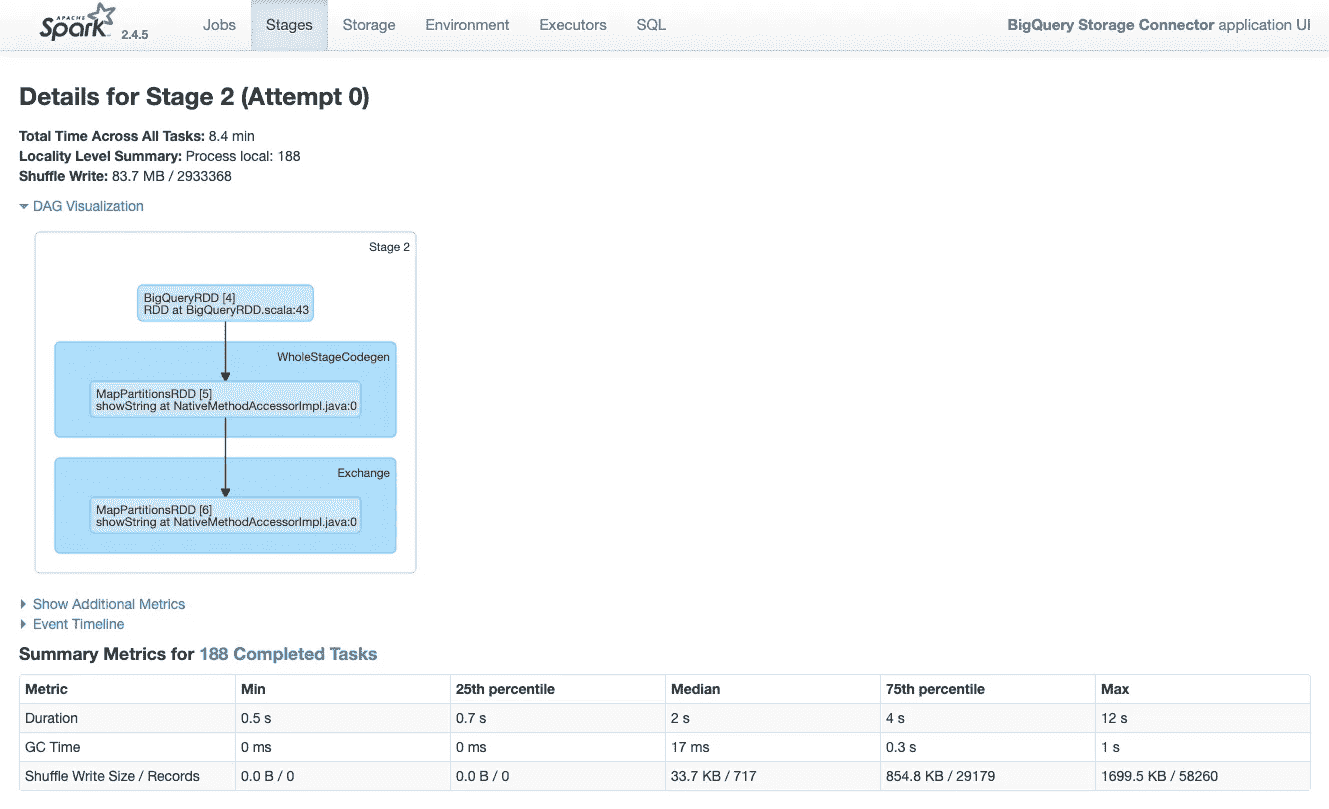 APACHE
Spark 2.4.5 Jobs Stages Storage Environment Executors SQL BigQuery Storage Connector application UI
Details for Stage 2 (Attempt 0)
Total Time Across All Tasks: 8.4 min
Locality Level Summary: Process local: 188
Shuffle Write: 83.7 MB / 2933368
DAG Visualization
Stage 2
BigQueryRDD [4]
RDD at BigQueryRDD.scala:43
WholeStageCodegen
MapPartitionsRDD [5]
showString at NativeMethodAccessorImpl.java:0
Exchange
MapPartitionsRDD [6]
showString at NativeMethodAccessorImpl.java:0
Show Additional Metrics
Event Timeline
Summary Metrics for 188 Completed Tasks
Metric Min 25th percentile Median 75th percentile Max
Duration 0.5 s 0.7 s 2 s 4 s 12 s
GC Time 0 ms 0 ms 17 ms 0.3 s 1 s
Shuffle Write Size / Records 0.0 B / 0 0.0 B / 0 33.7 KB / 717 854.8 KB / 29179 1699.5 KB / 58260